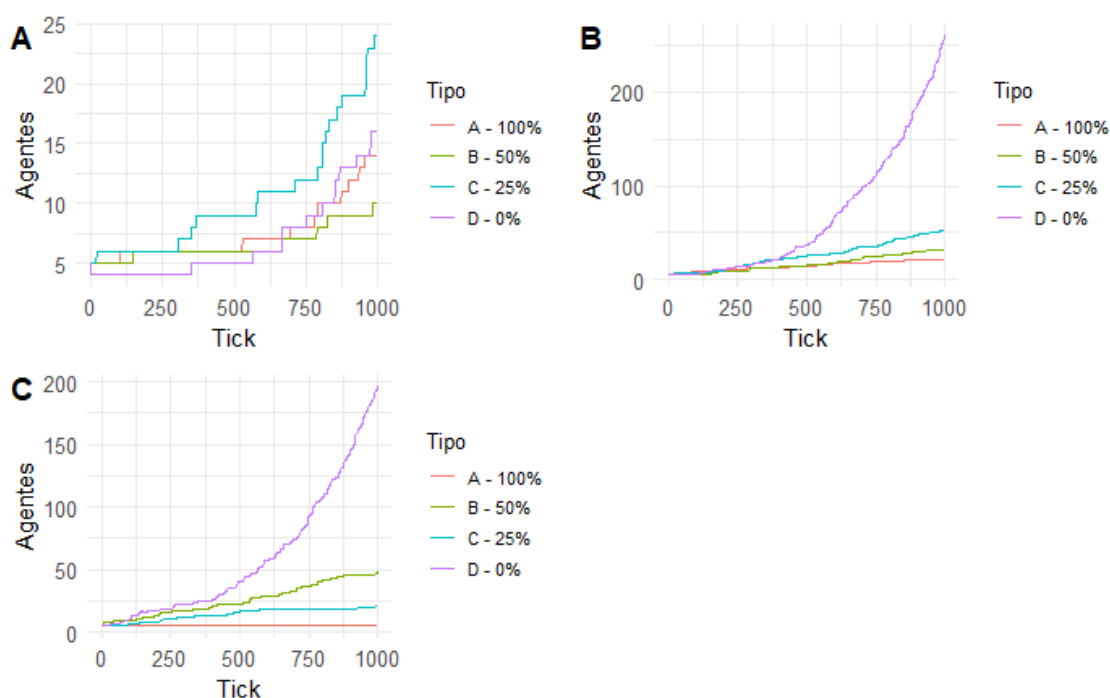 A
Agentes
25
20
15
10
5
0 250 500 750 1000
Tick
Tipo
A - 100%
B - 50%
C - 25%
D - 0%
B
Agentes
200
100
0
0 250 500 750 1000
Tick
Tipo
A - 100%
B - 50%
C - 25%
D - 0%
C
Agentes
200
150
100
50
0
0 250 500 750 1000
Tick
Tipo
A - 100%
B - 50%
C - 25%
D - 0%